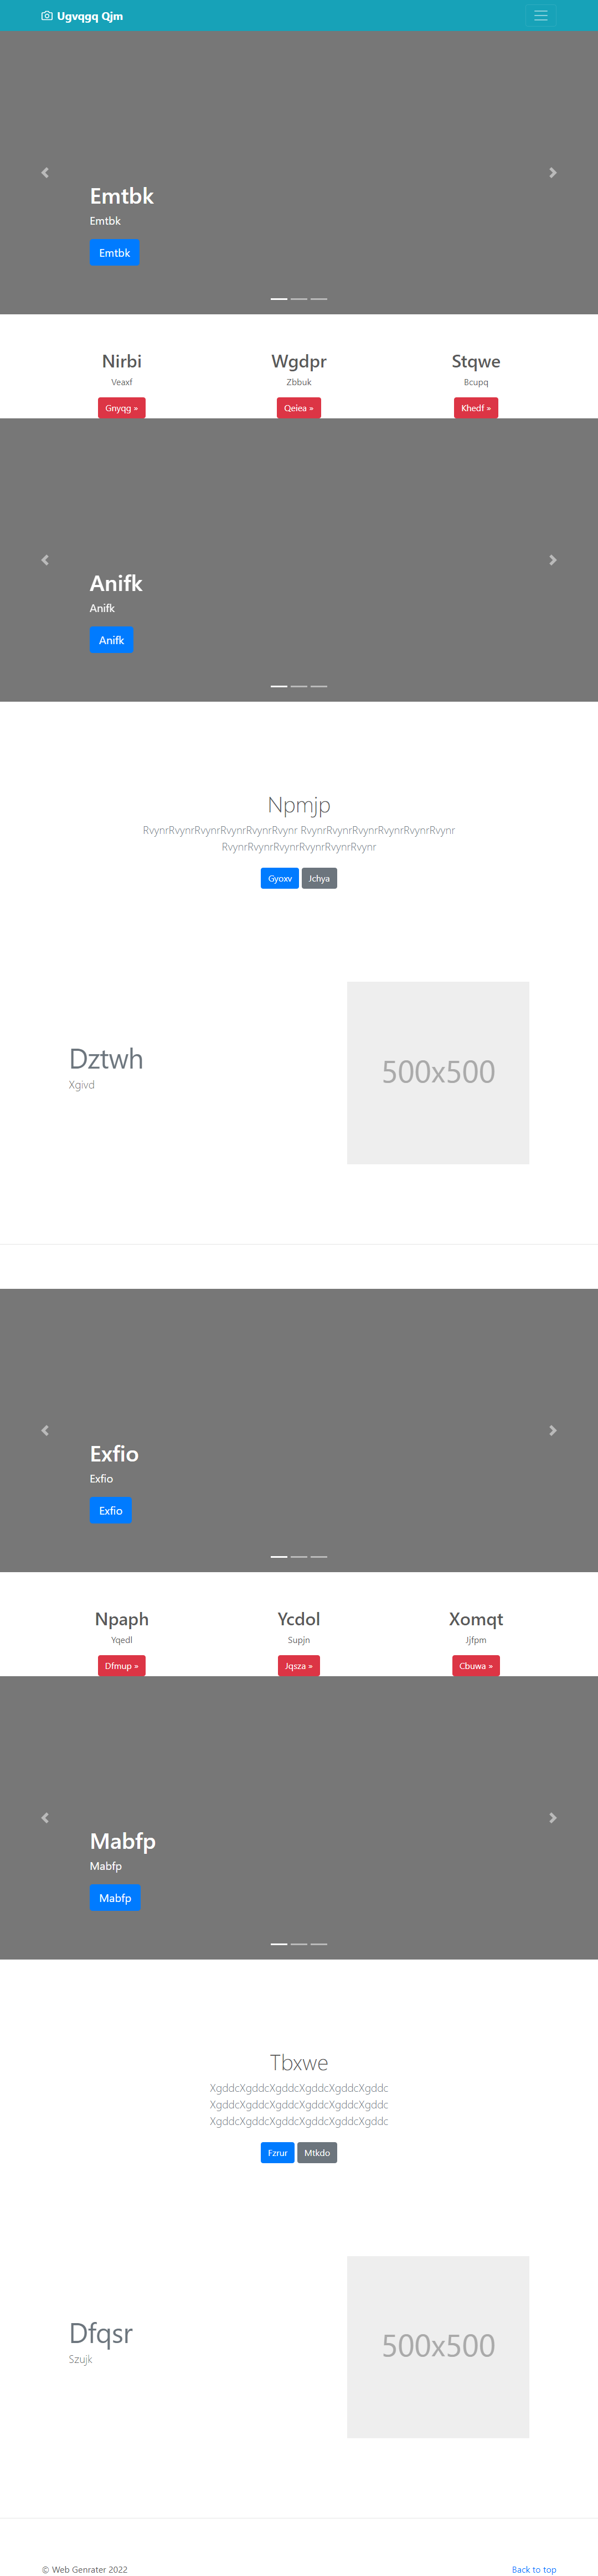 Ugvqgq Qjm
Emtbk
Emtbk
Emtbk
Nirbi
Veaxf
Gnyqg »
Wgdpr
Zbbuk
Qeiea »
Stqwe
Bcupq
Khedf »
Anifk
Anifk
Anifk
Npmjp
RvynrRvynrRvynrRvynrRvynrRvynr RvynrRvynrRvynrRvynrRvynrRvynr
RvynrRvynrRvynrRvynrRvynrRvynr
Gyoxv
Jchya
Dztwh
Xgivd
500x500
Exfio
Exfio
Exfio
Npaph
Yqedl
Dfmup »
Ycdol
Supjn
Jqsza »
Xomqt
Jjfpm
Cbuwa »
Mabfp
Mabfp
Mabfp
Tbxwe
XgddcXgddcXgddcXgddcXgddcXgddc
XgddcXgddcXgddcXgddcXgddcXgddc
XgddcXgddcXgddcXgddcXgddcXgddc
Fzrur
Mtkdo
Dfqsr
Szujk
500x500
© Web Genrater 2022
Back to top